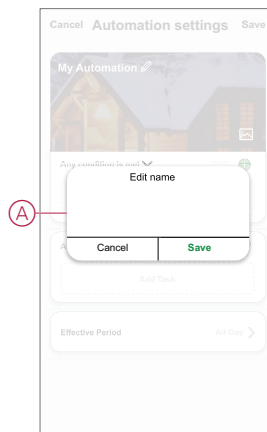 Cancel Automation settings Save
My Automation
Any condition is met
Edit name
A
Cancel Save
A
Add Task
Effective Period All Day